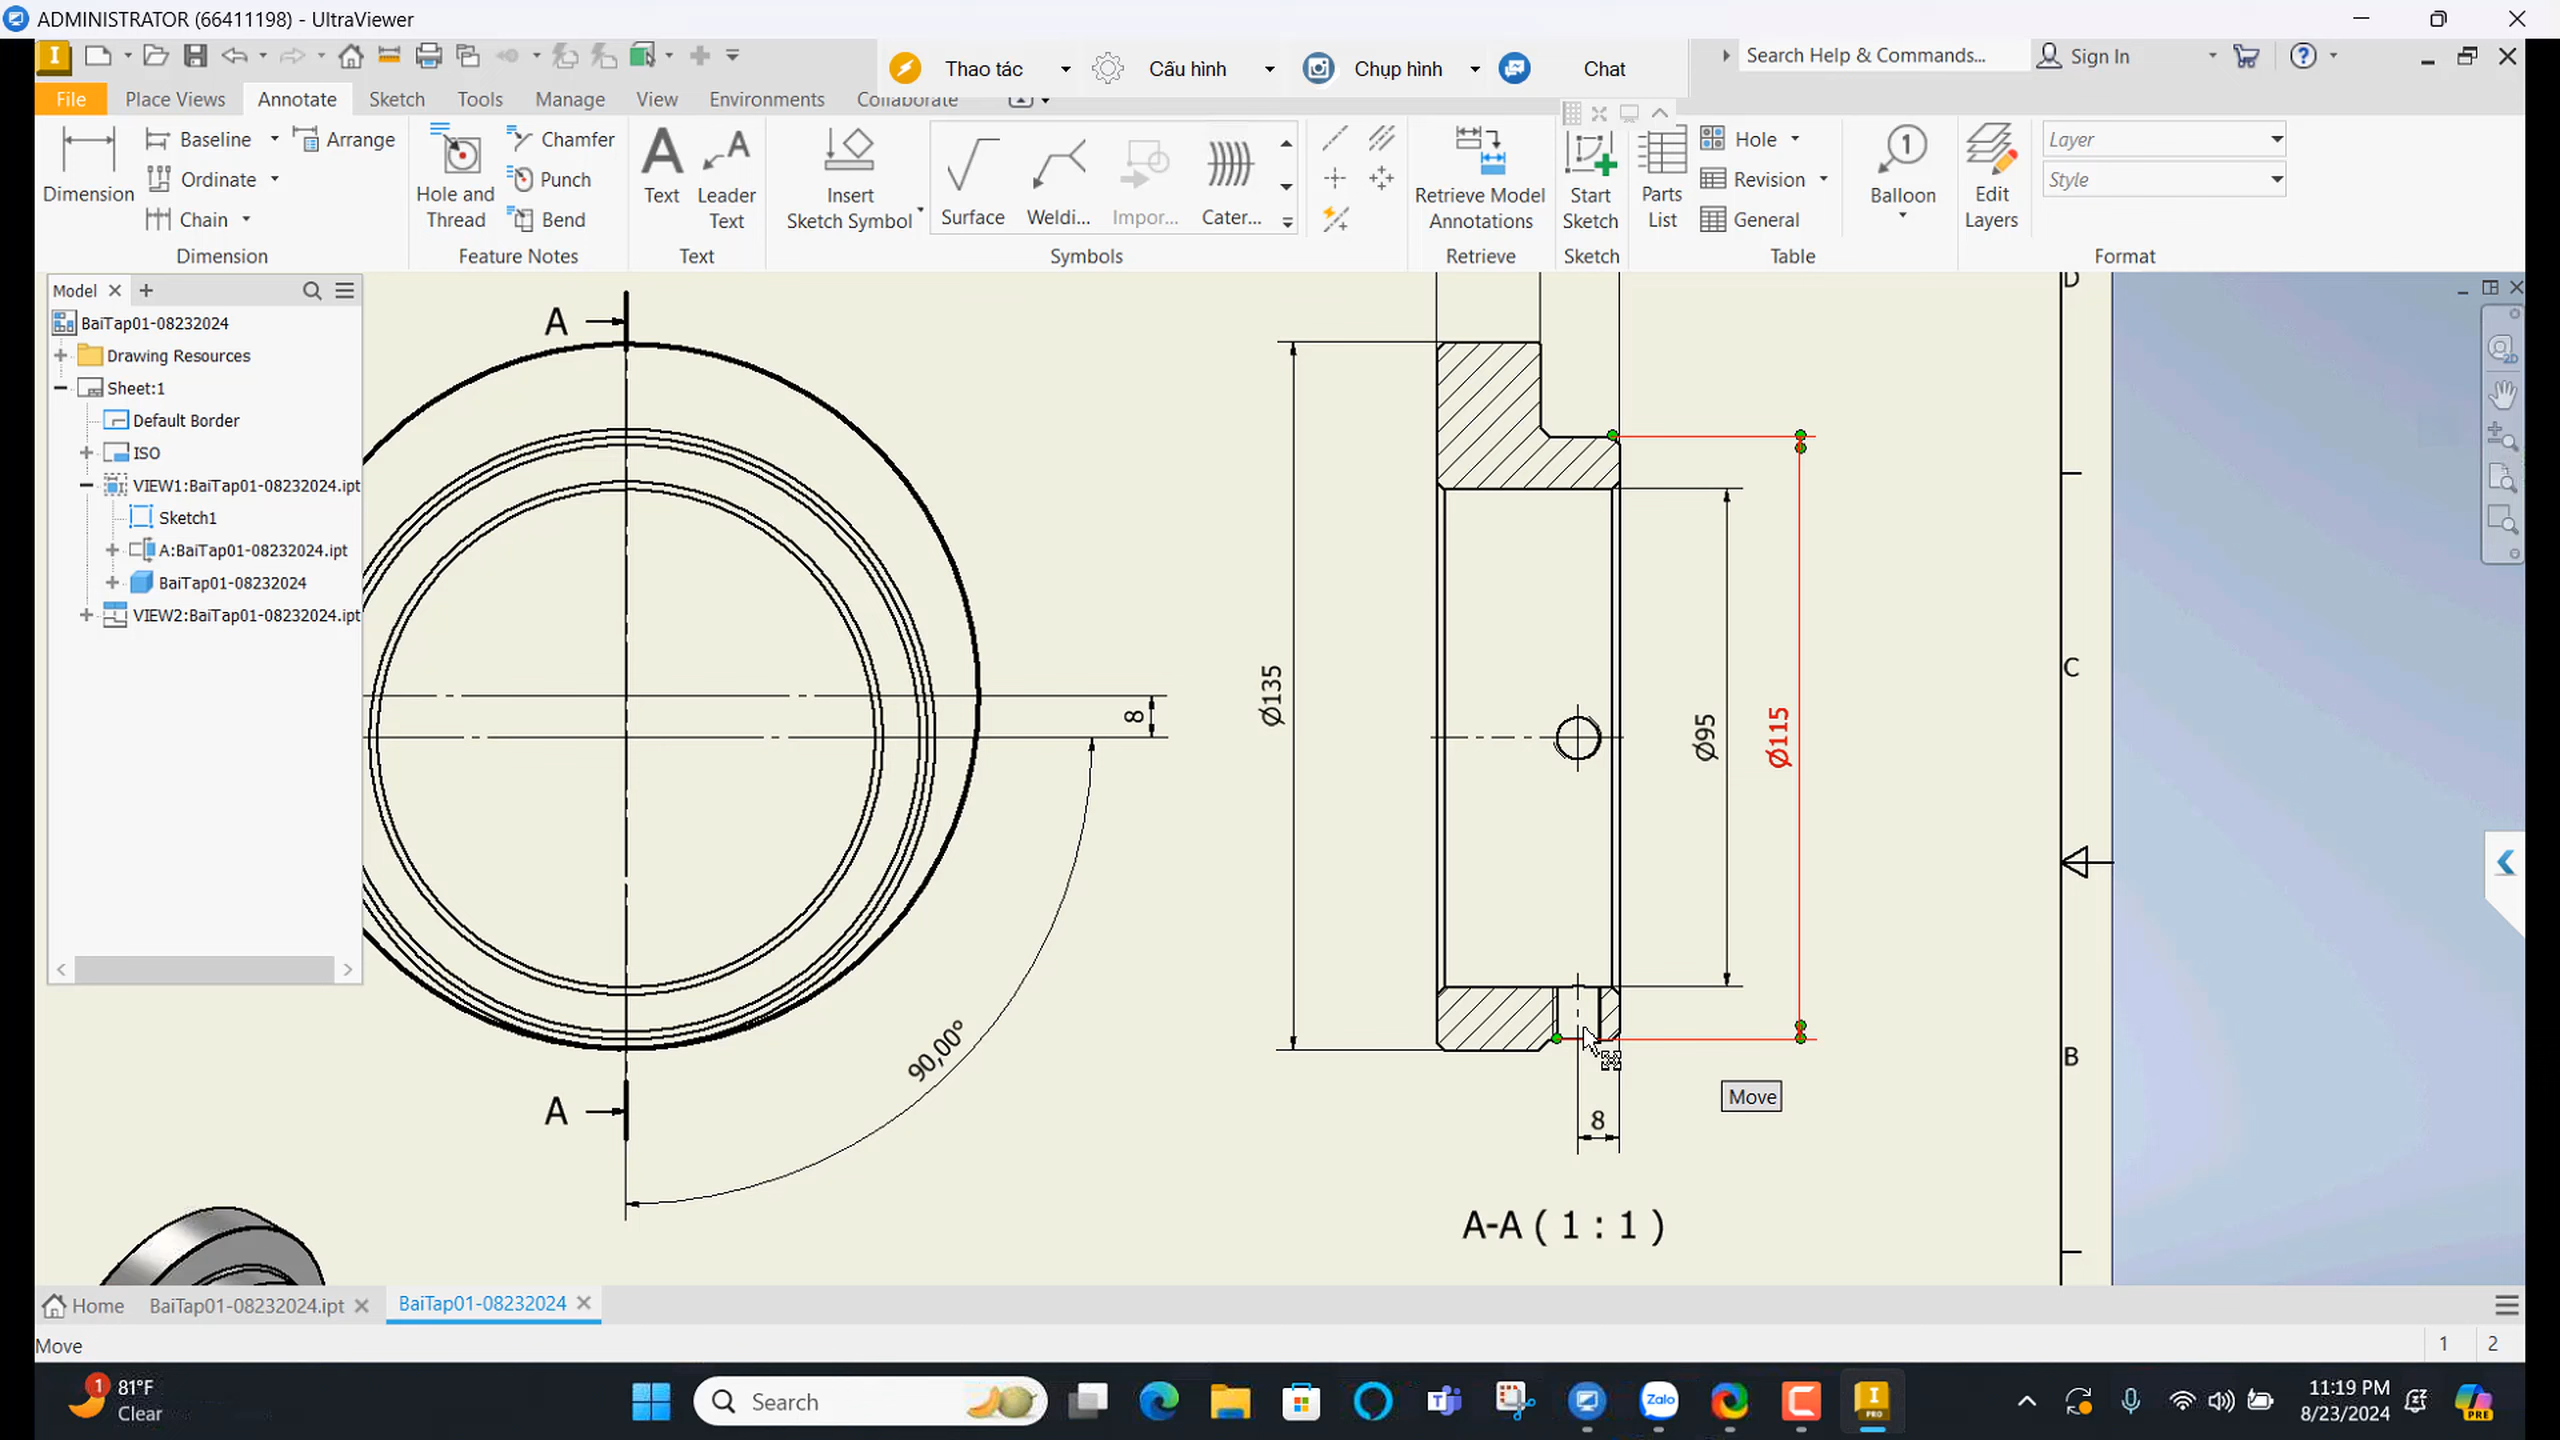 ADMINISTRATOR (66411198) - UltraViewer
Thao tác
Cấu hình
Chụp hình
Chat
Search Help & Commands...
Sign In
File
Place Views
Annotate
Sketch
Tools
Manage
View
Environments
Collaborate
Dimension
Baseline
Ordinate
Chain
Arrange
Dimension
Hole and
Thread
Chamfer
Punch
Bend
Feature Notes
Text
Leader
Text
Text
Insert
Sketch Symbol
Surface
Weldi...
Impor...
Cater...
Symbols
Retrieve Model
Annotations
Retrieve
Start
Sketch
Sketch
Parts
List
Hole
Revision
General
Table
Balloon
Edit
Layers
Layer
Style
Format
Model
BaiTap01-08232024
Drawing Resources
Sheet:1
Default Border
ISO
VIEW1:BaiTap01-08232024.ipt
Sketch1
A:BaiTap01-08232024.ipt
BaiTap01-08232024
VIEW2:BaiTap01-08232024.ipt
A
A
8
90,00°
Ø135
Ø95
Ø115
8
A-A ( 1 : 1 )
Move
D
C
B
Home
BaiTap01-08232024.ipt
BaiTap01-08232024
Move
1
2
1
81°F
Clear
Search
Zalo
I
PRO
11:19 PM
8/23/2024
PRE